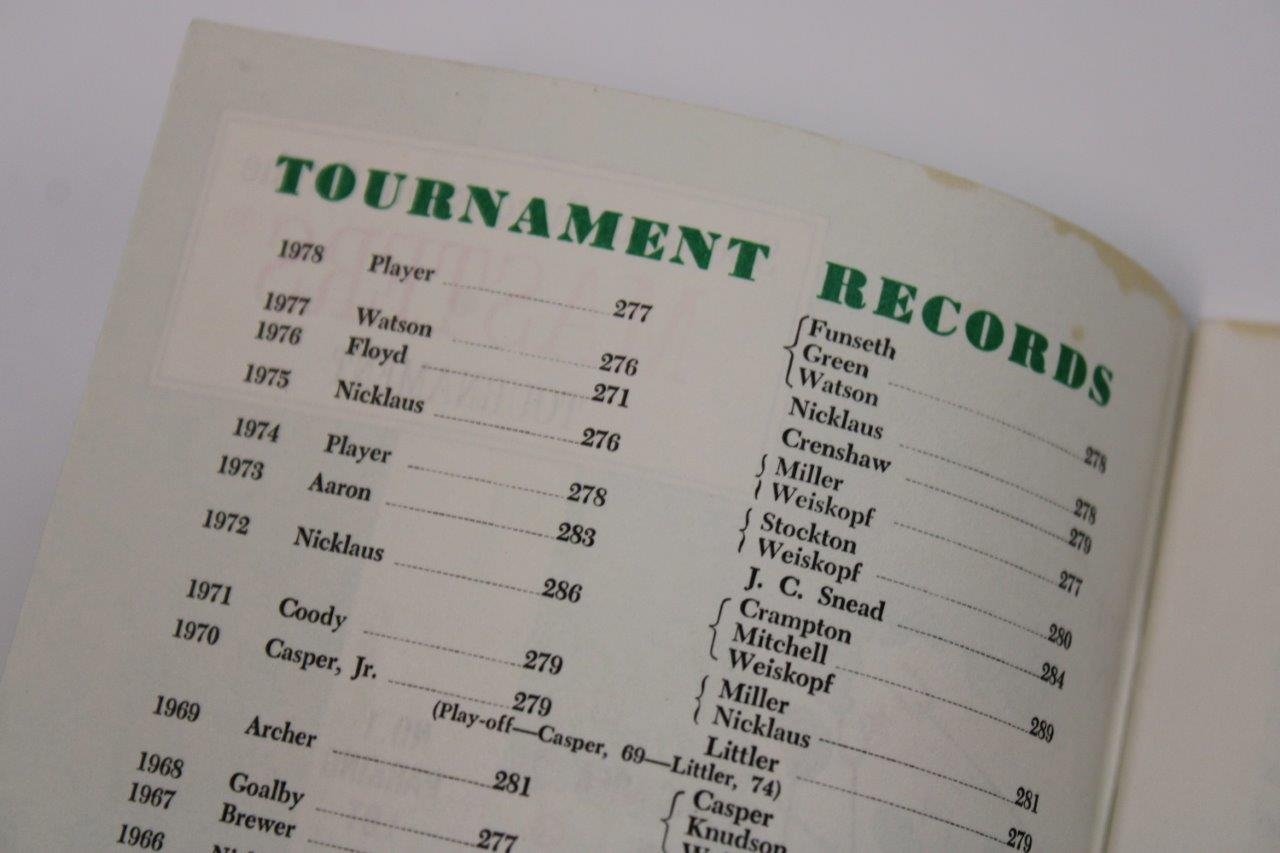 TOURNAMENT RECORDS
1978 Player 277 { Funseth
Green
Watson 278
1977 Watson 276 Nicklaus 278
1976 Floyd 271 Crenshaw 279
1975 Nicklaus 276 { Miller
Weiskopf 277
1974 Player 278 { Stockton
Weiskopf 280
1973 Aaron 283 J. C. Snead 284
1972 Nicklaus 286 { Crampton
Mitchell
Weiskopf 289
1971 Coody 279 { Miller
Nicklaus 281
1970 Casper, Jr. 279 Littler 279
(Play-off—Casper, 69—Littler, 74)
1969 Archer 281 { Casper
Knudson
1968 Goalby 277
1967 Brewer
1966